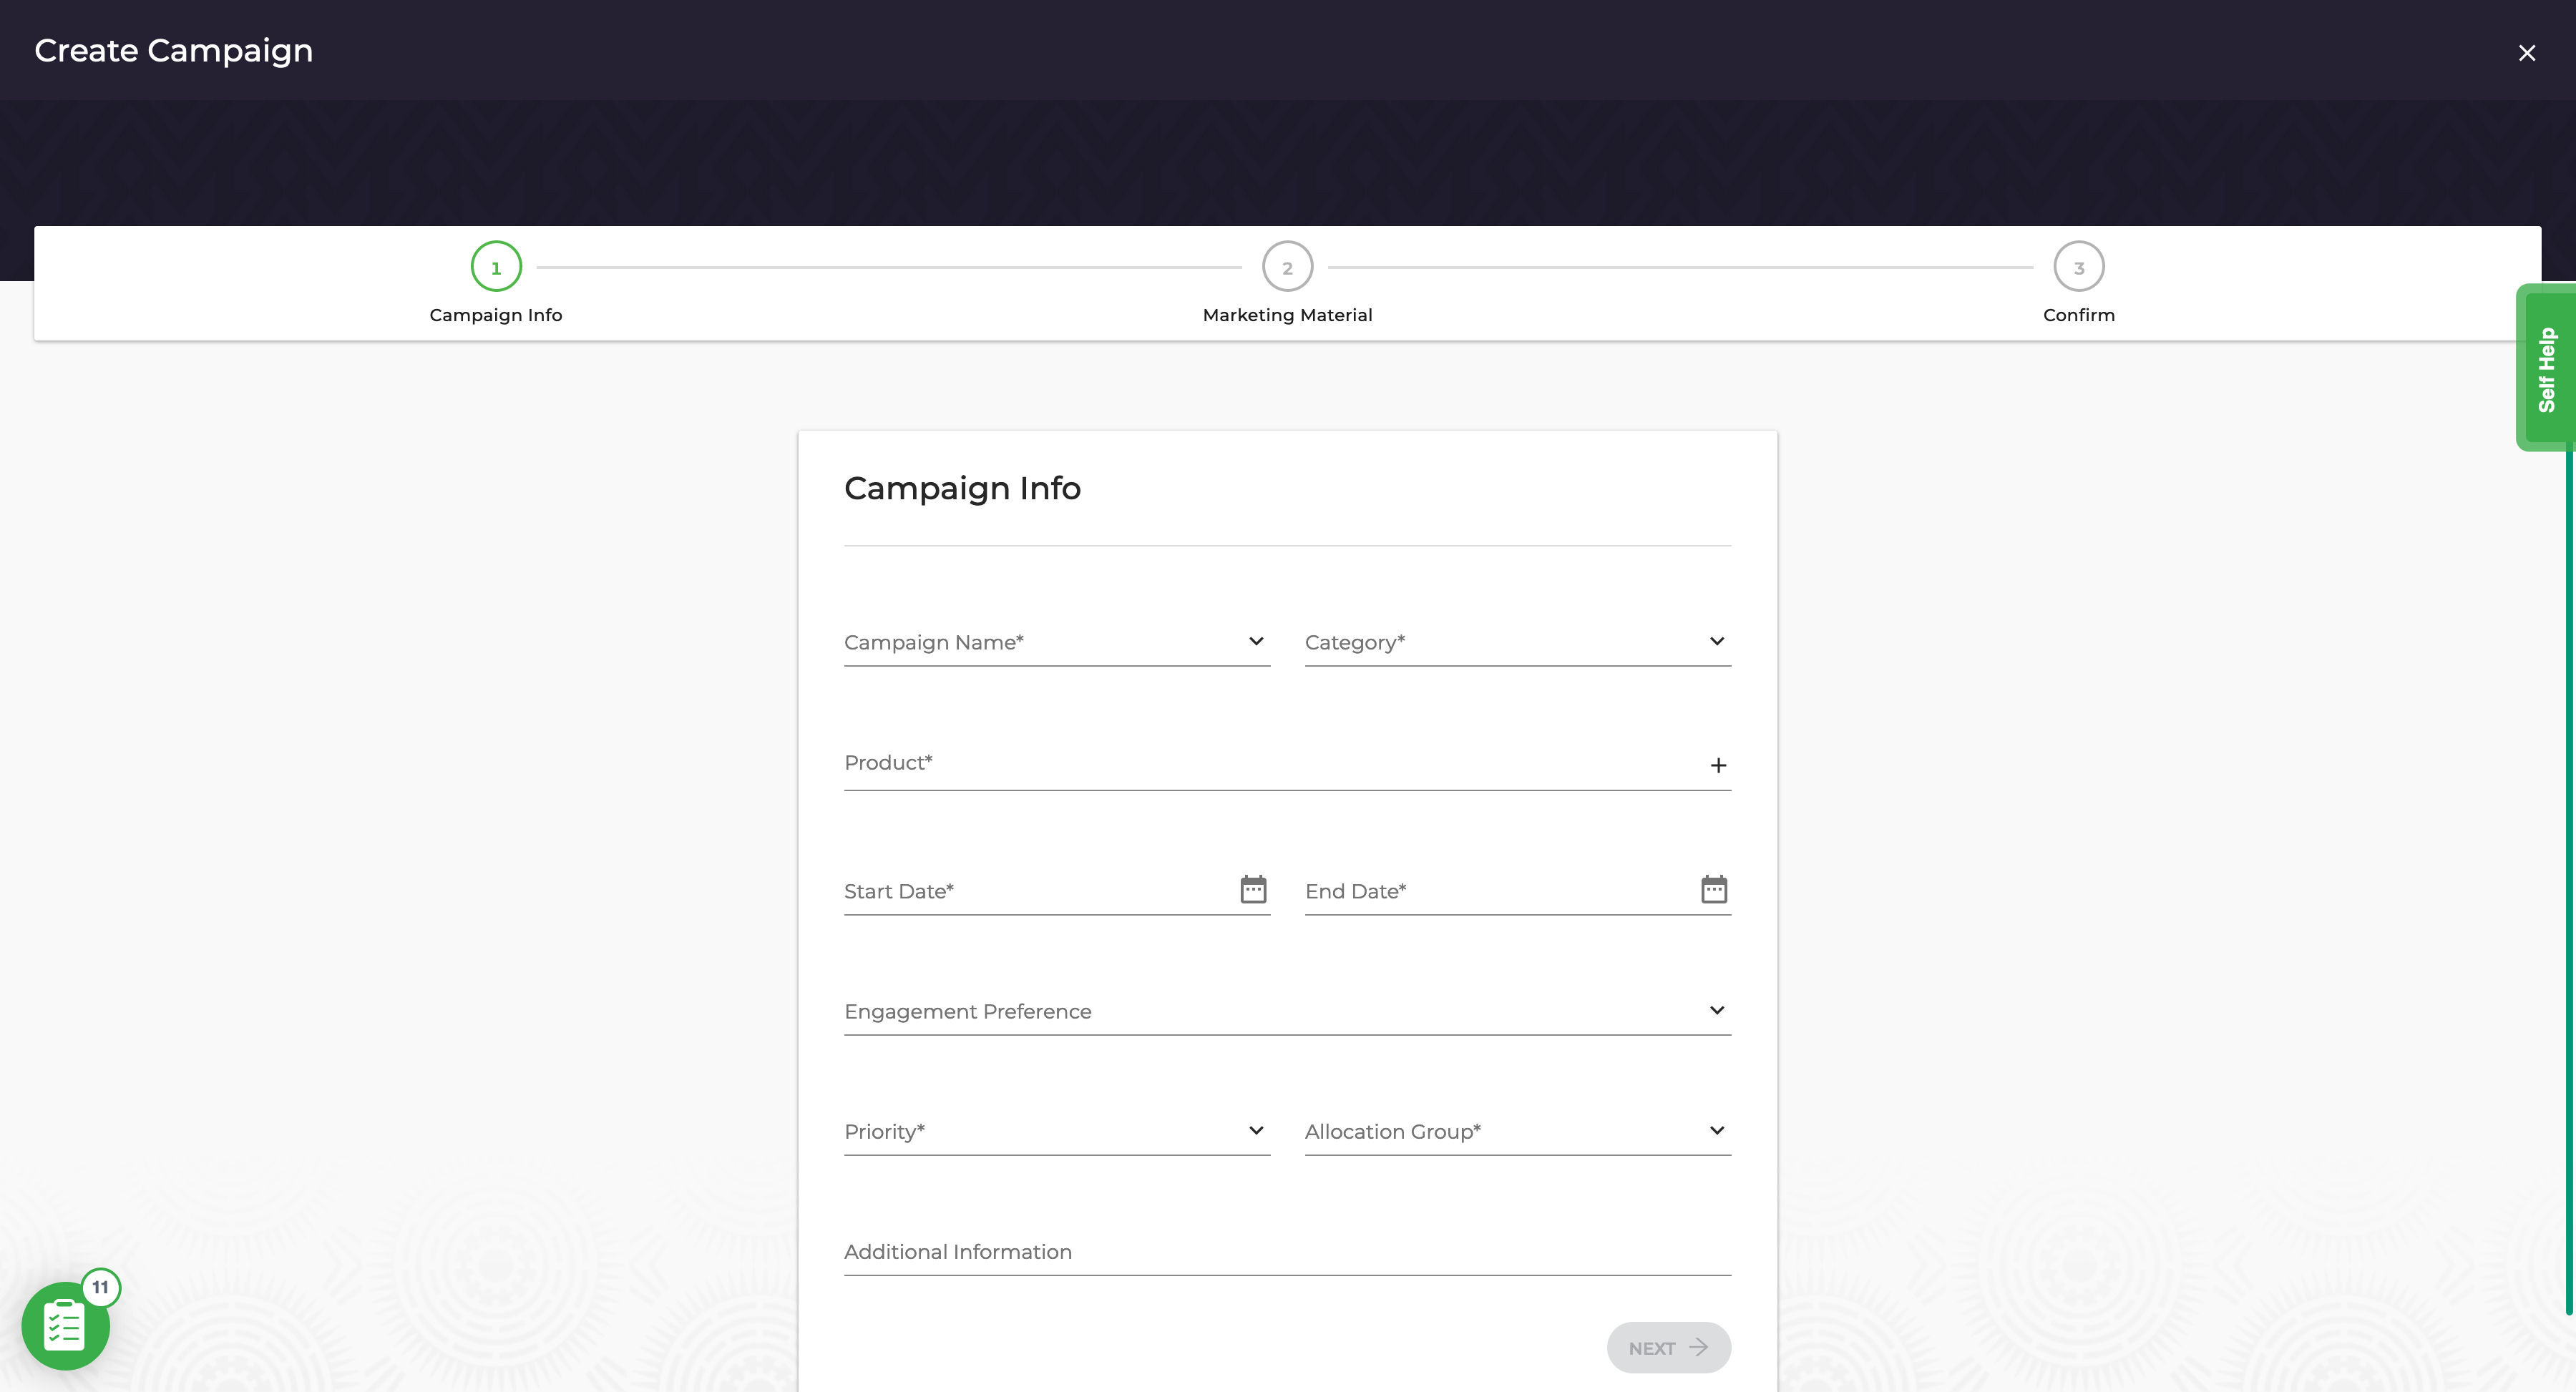 Create Campaign
1
2
3
Campaign Info
Marketing Material
Confirm
Self Help
Campaign Info
Campaign Name*
Category*
Product*
Start Date*
End Date*
Engagement Preference
Priority*
Allocation Group*
Additional Information
11
NEXT